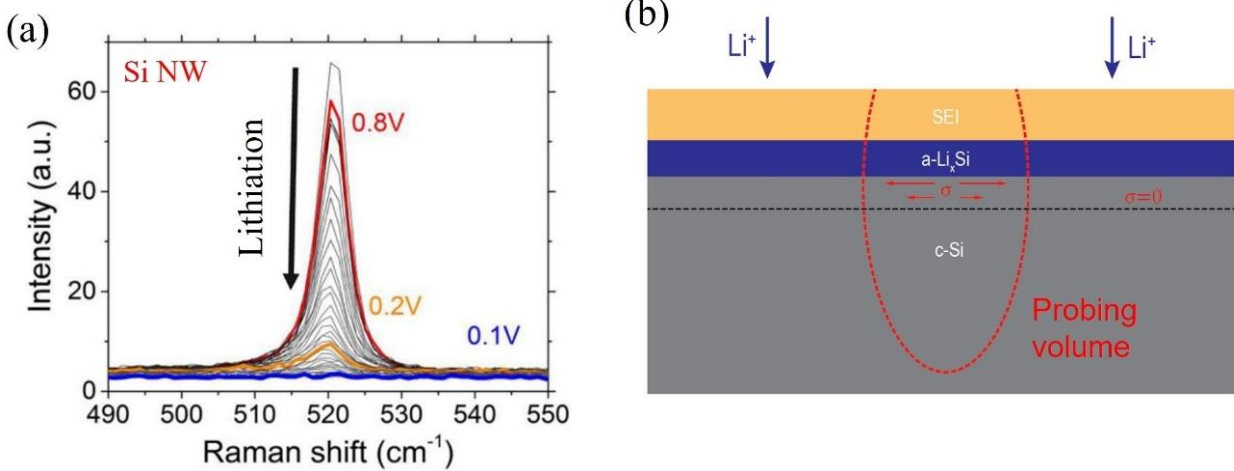 (a)
Si NW
Lithiation
0.8V
0.2V
0.1V
Intensity (a.u.)
60
40
20
0
490 500 510 520 530 540 550
Raman shift (cm⁻¹)
(b)
Li⁺ Li⁺
SEI
a-LiₓSi
σ σ=0
c-Si
Probing
volume